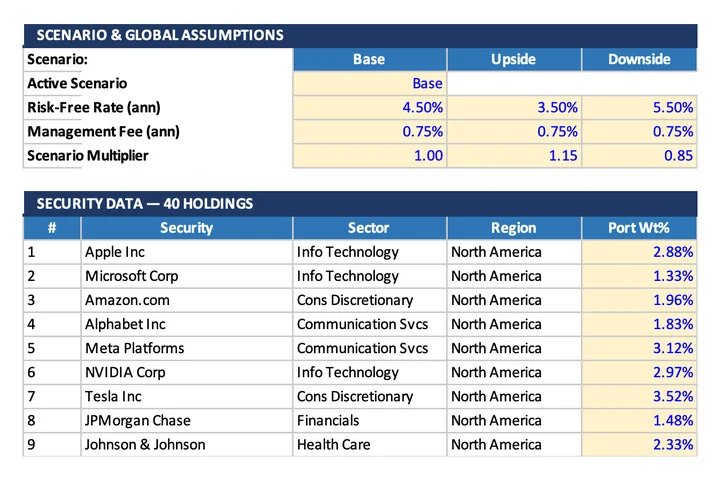 SCENARIO & GLOBAL ASSUMPTIONS
Scenario: Base Upside Downside
Active Scenario Base
Risk-Free Rate (ann) 4.50% 3.50% 5.50%
Management Fee (ann) 0.75% 0.75% 0.75%
Scenario Multiplier 1.00 1.15 0.85
SECURITY DATA — 40 HOLDINGS
# Security Sector Region Port Wt%
1 Apple Inc Info Technology North America 2.88%
2 Microsoft Corp Info Technology North America 1.33%
3 Amazon.com Cons Discretionary North America 1.96%
4 Alphabet Inc Communication Svcs North America 1.83%
5 Meta Platforms Communication Svcs North America 3.12%
6 NVIDIA Corp Info Technology North America 2.97%
7 Tesla Inc Cons Discretionary North America 3.52%
8 JPMorgan Chase Financials North America 1.48%
9 Johnson & Johnson Health Care North America 2.33%